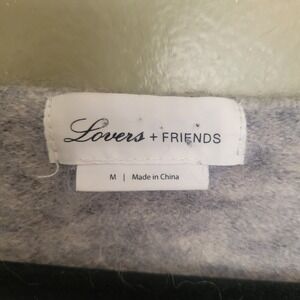 Lovers + FRIENDS
M | Made in China